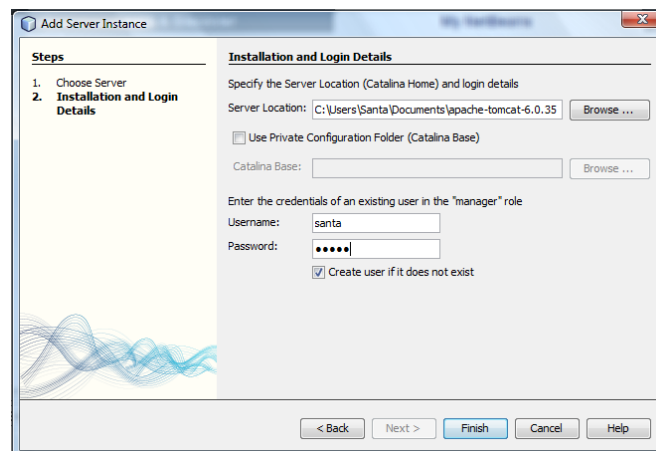 Add Server Instance
My NetBeans
Steps
1. Choose Server
2. Installation and Login
Details
Installation and Login Details
Specify the Server Location (Catalina Home) and login details
Server Location: C:\Users\Santa\Documents\apache-tomcat-6.0.35 Browse ...
Use Private Configuration Folder (Catalina Base)
Catalina Base: Browse ...
Enter the credentials of an existing user in the "manager" role
Username: santa
Password: •••••
Create user if it does not exist
< Back Next > Finish Cancel Help